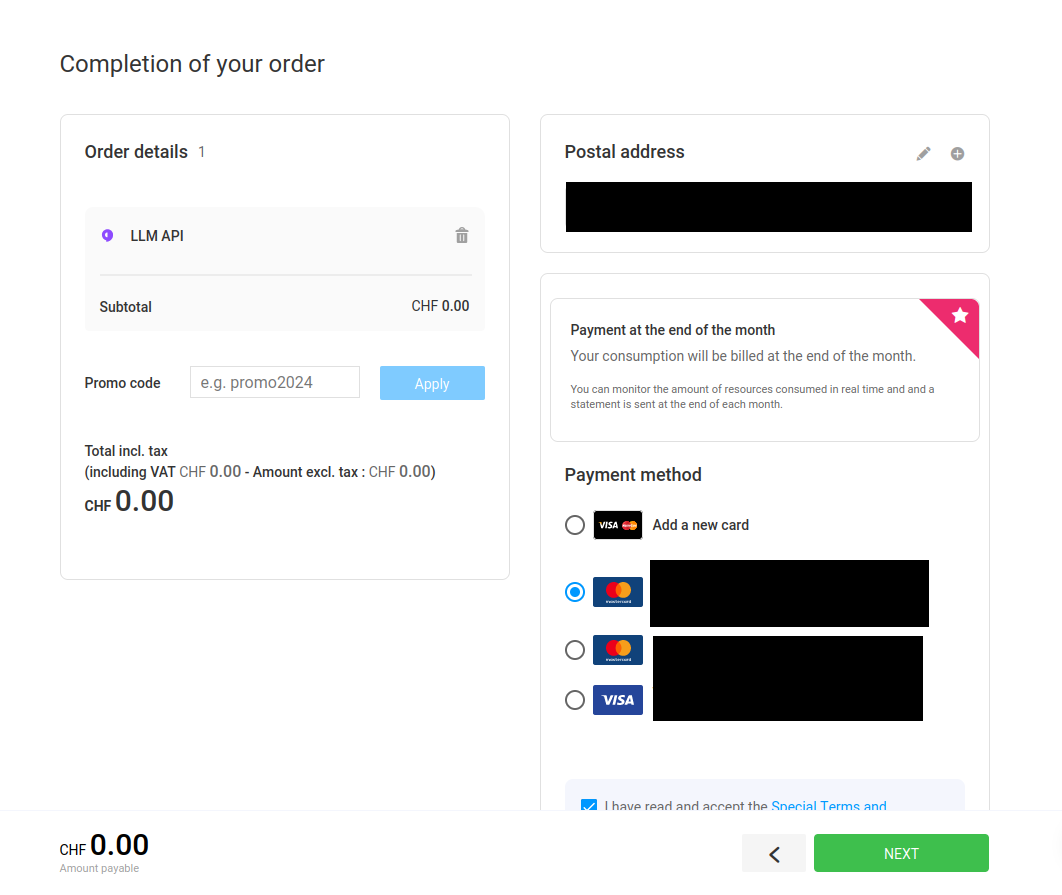 Completion of your order
Order details 1
LLM API
Subtotal CHF 0.00
Promo code e.g. promo2024 Apply
Total incl. tax
(including VAT CHF 0.00 - Amount excl. tax : CHF 0.00)
CHF 0.00
Postal address
Payment at the end of the month
Your consumption will be billed at the end of the month.
You can monitor the amount of resources consumed in real time and and a
statement is sent at the end of each month.
Payment method
VISA Add a new card
mastercard
mastercard
VISA
I have read and accept the Special Terms and
CHF 0.00
Amount payable
NEXT